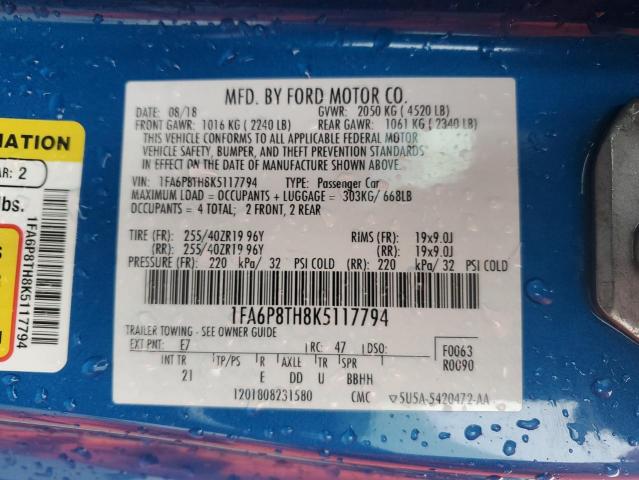 MFD. BY FORD MOTOR CO.
DATE: 08/18 GVWR: 2050 KG (4520 LB)
FRONT GAWR: 1016 KG (2240 LB) REAR GAWR: 1061 KG (2340 LB)
THIS VEHICLE CONFORMS TO ALL APPLICABLE FEDERAL MOTOR
VEHICLE SAFETY, BUMPER, AND THEFT PREVENTION STANDARDS
IN EFFECT ON THE DATE OF MANUFACTURE SHOWN ABOVE.
VIN: 1FA6P8TH8K5117794 TYPE: Passenger Car
MAXIMUM LOAD = OCCUPANTS + LUGGAGE = 303KG/ 668LB
OCCUPANTS = 4 TOTAL; 2 FRONT, 2 REAR
TIRE (FR): 255/40ZR19 96Y RIMS (FR): 19x9.0J
(RR): 255/40ZR19 96Y (RR): 19x9.0J
PRESSURE (FR): 220 kPa/ 32 PSI COLD (RR): 220 kPa/ 32 PSI COLD
1FA6P8TH8K5117794
TRAILER TOWING - SEE OWNER GUIDE
EXT PNT: E7 RC: 47 DSO: F0063
INT TR TP/PS R AXLE TR SPR R0090
21 E DD U BBHH
1201808231580 CMC 5U5A-5420472-AA
MATION
AR: 2
lbs.
1FA6P8TH8K5117794